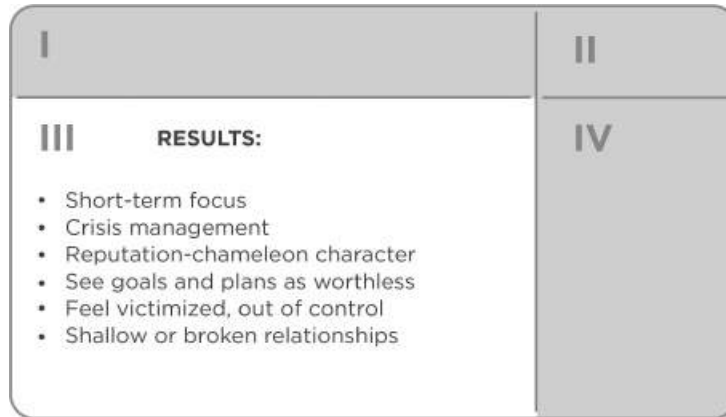 I
II
III RESULTS:
IV
• Short-term focus
• Crisis management
• Reputation-chameleon character
• See goals and plans as worthless
• Feel victimized, out of control
• Shallow or broken relationships